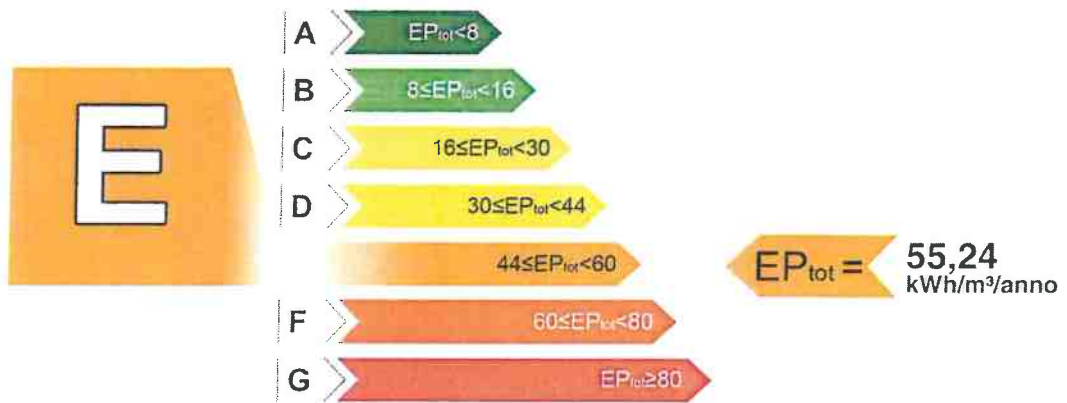 A EPtot<8
B 8≤EPtot<16
C 16≤EPtot<30
D 30≤EPtot<44
E 44≤EPtot<60
EPtot = 55,24
kWh/m³/anno
F 60≤EPtot<80
G EPtot≥80